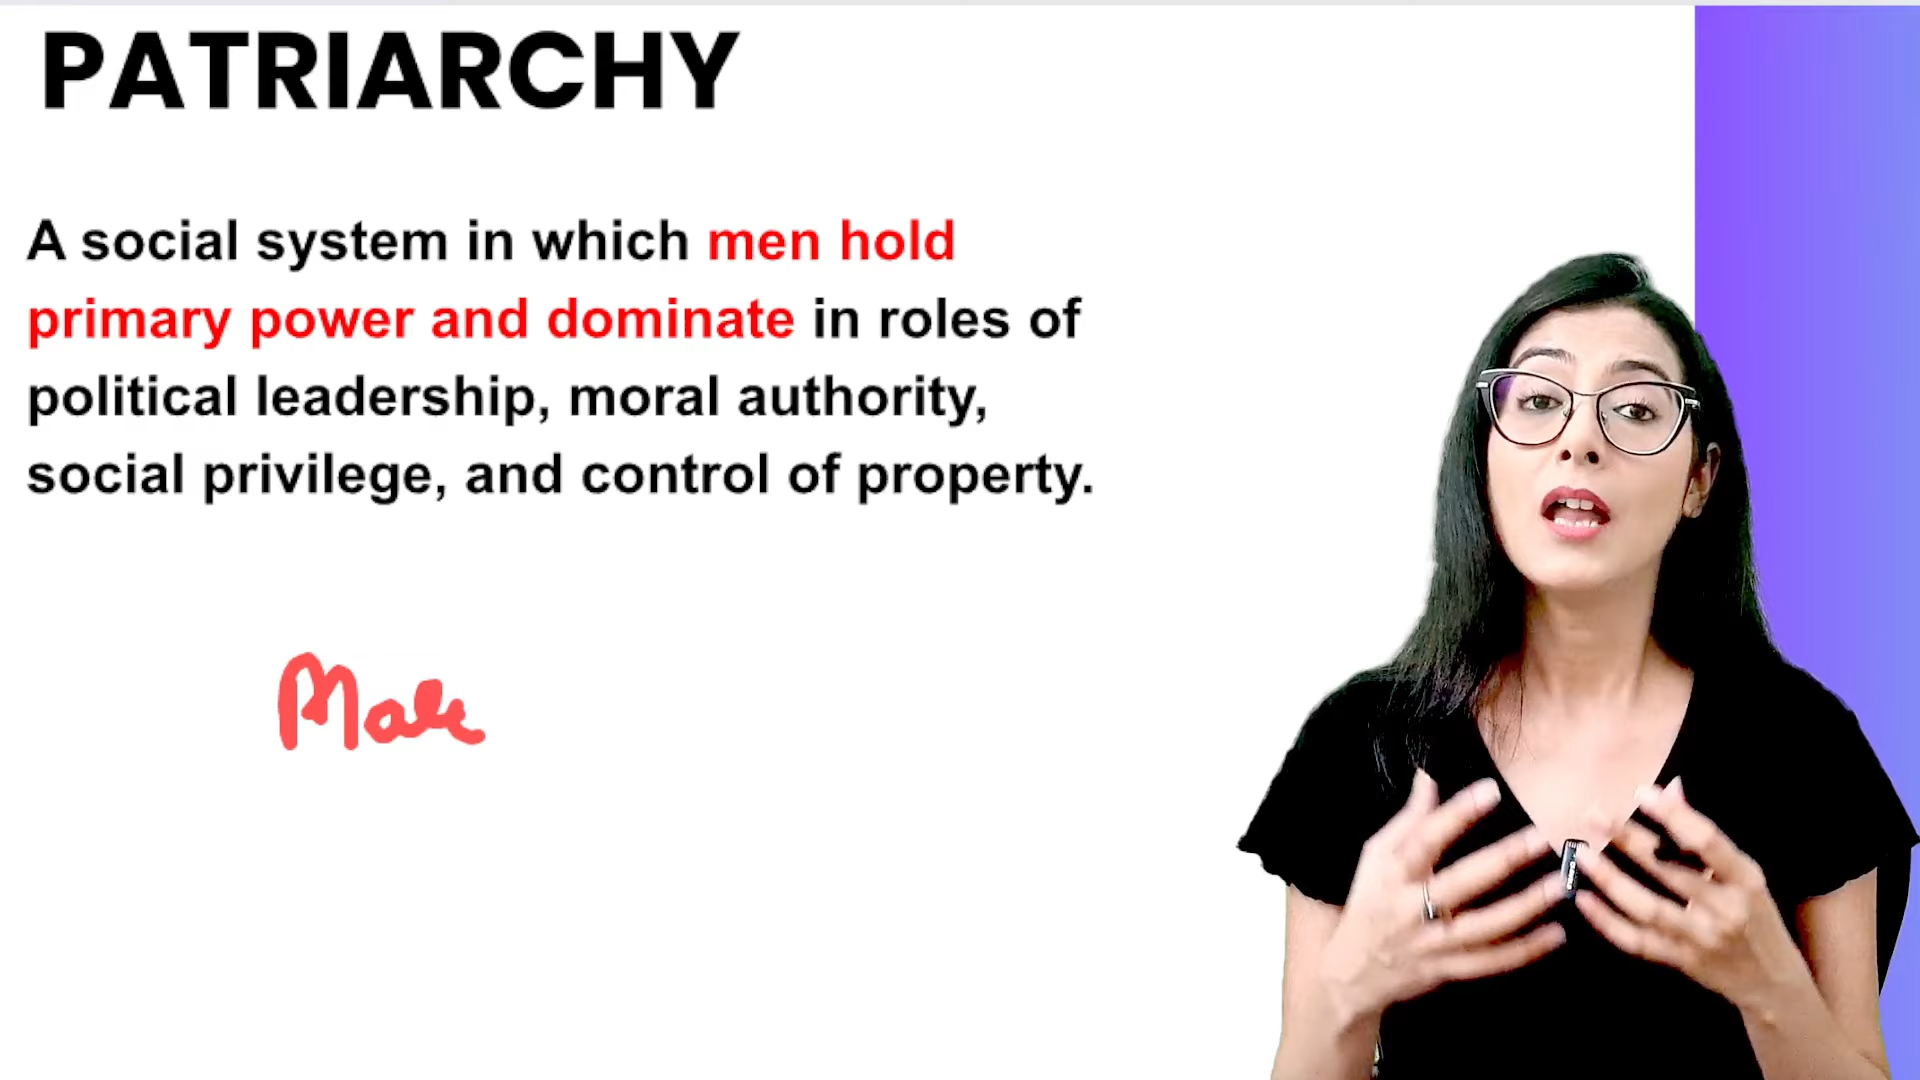 PATRIARCHY
A social system in which men hold
primary power and dominate in roles of
political leadership, moral authority,
social privilege, and control of property.
Male